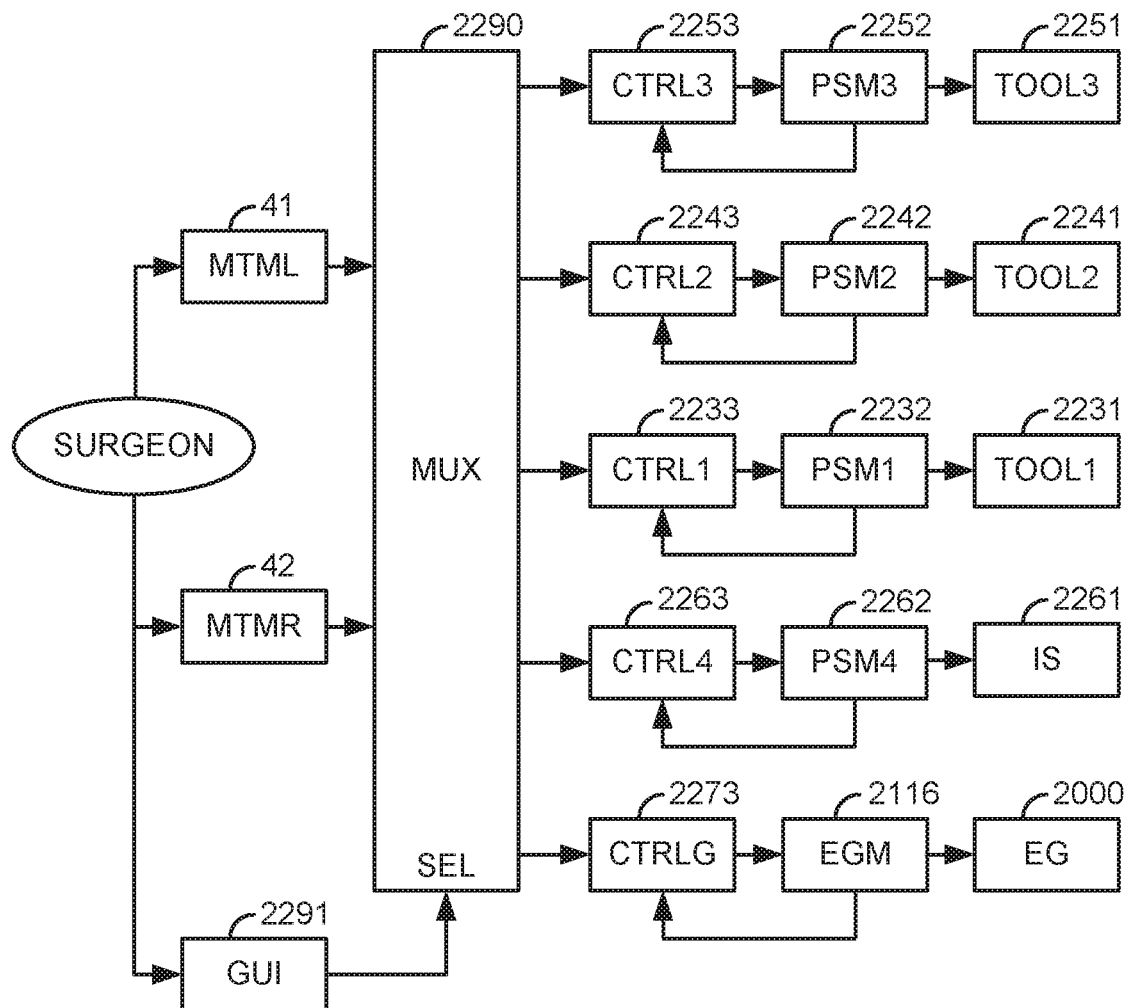 2290
2253
2252
2251
CTRL3
PSM3
TOOL3
41
MTML
2243
2242
2241
CTRL2
PSM2
TOOL2
SURGEON
MUX
2233
2232
2231
CTRL1
PSM1
TOOL1
42
MTMR
2263
2262
2261
CTRL4
PSM4
IS
2273
2116
2000
CTRLG
EGM
EG
SEL
2291
GUI